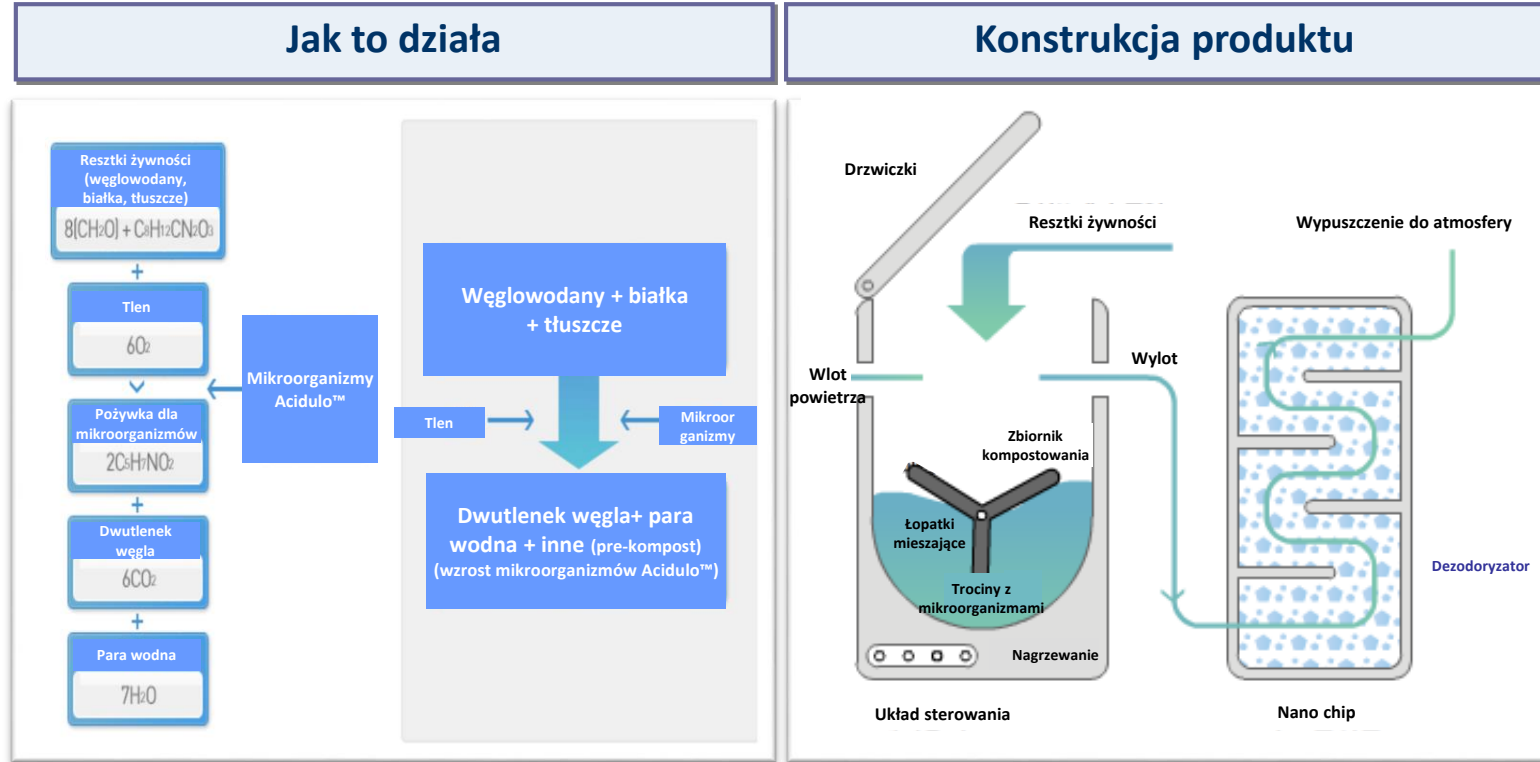 Jak to działa
Resztki żywności
(węglowodany,
białka, tłuszcze)
8[CH2O] + C8H12CN2O3
+
Tlen
6O2
Mikroorganizmy
Acidulo™
Pożywka dla
mikroorganizmów
2C5H7NO2
+
Dwutlenek
węgla
6CO2
+
Para wodna
7H2O
Węglowodany + białka
+ tłuszcze
Tlen
Mikroor
ganizmy
Dwutlenek węgla+ para
wodna + inne (pre-kompost)
(wzrost mikroorganizmów Acidulo™)
Konstrukcja produktu
Drzwiczki
Resztki żywności
Wypuszczenie do atmosfery
Wlot
powietrza
Wylot
Zbiornik
kompostowania
Łopatki
mieszające
Trociny z
mikroorganizmami
Nagrzewanie
Dezodoryzator
Układ sterowania
Nano chip